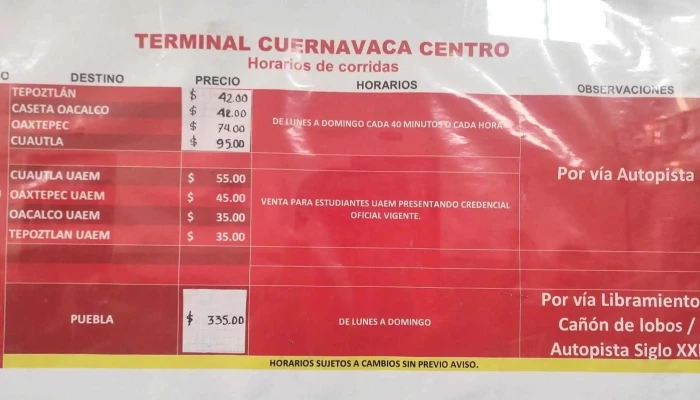 TERMINAL CUERNAVACA CENTRO
Horarios de corridas
O DESTINO PRECIO HORARIOS OBSERVACIONES
TEPOZTLÁN $ 42.00
CASETA OACALCO $ 42.00
OAXTEPEC $ 74.00
CUAUTLA $ 95.00
DE LUNES A DOMINGO CADA 40 MINUTOS O CADA HORA
CUAUTLA UAEM $ 55.00
OAXTEPEC UAEM $ 45.00
OACALCO UAEM $ 35.00
TEPOZTLAN UAEM $ 35.00
VENTA PARA ESTUDIANTES UAEM PRESENTANDO CREDENCIAL
OFICIAL VIGENTE.
Por vía Autopista
PUEBLA $ 335.00 DE LUNES A DOMINGO
Por vía Libramiento
Cañón de lobos /
Autopista Siglo XXI
HORARIOS SUJETOS A CAMBIOS SIN PREVIO AVISO.